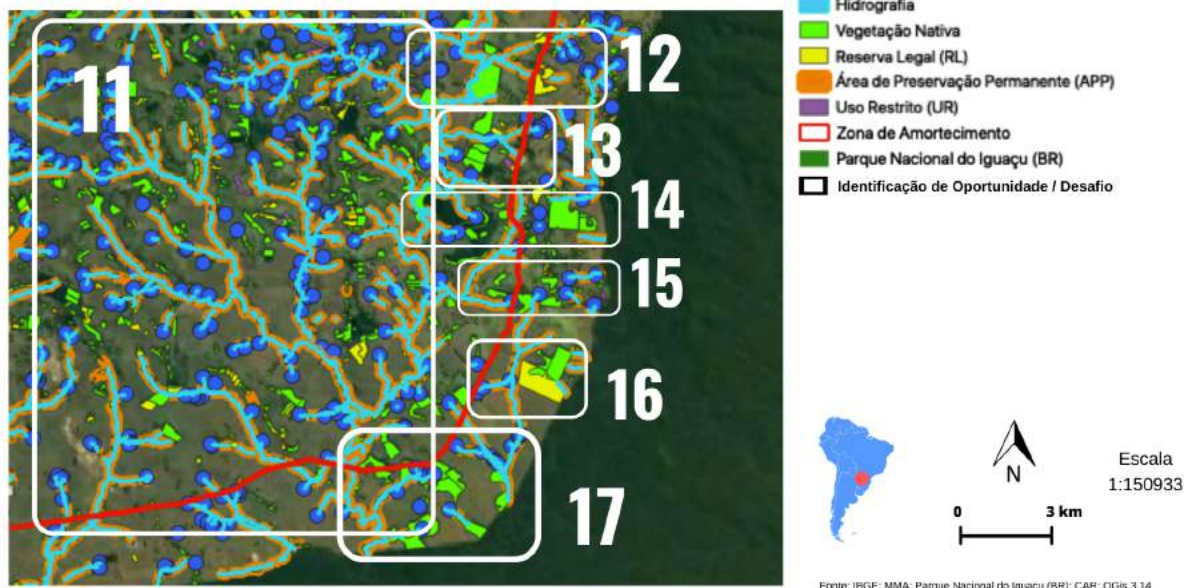 11
12
13
14
15
16
17
Hidrografia
Vegetação Nativa
Reserva Legal (RL)
Área de Preservação Permanente (APP)
Uso Restrito (UR)
Zona de Amortecimento
Parque Nacional do Iguaçu (BR)
Identificação de Oportunidade / Desafio
N
0 3 km
Escala
1:150933
Fonte: IBGE; MMA; Parque Nacional do Iguaçu (BR); CAR; QGis 3.14